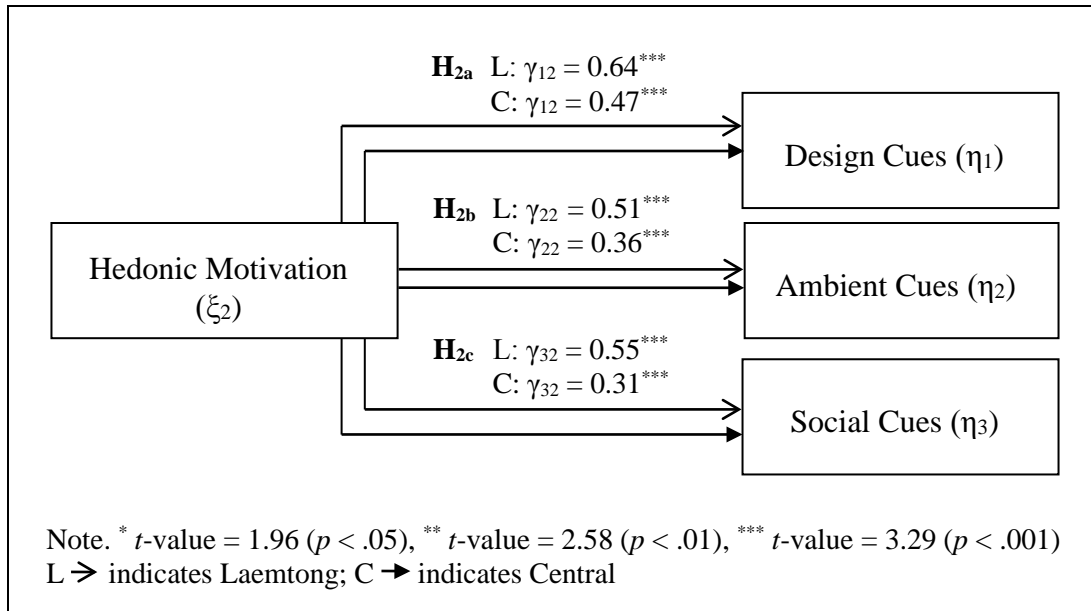 H2a L: γ12 = 0.64***
C: γ12 = 0.47***
Design Cues (η1)
H2b L: γ22 = 0.51***
C: γ22 = 0.36***
Hedonic Motivation
(ξ2)
Ambient Cues (η2)
H2c L: γ32 = 0.55***
C: γ32 = 0.31***
Social Cues (η3)
Note. * t-value = 1.96 (p < .05), ** t-value = 2.58 (p < .01), *** t-value = 3.29 (p < .001)
L → indicates Laemtong; C → indicates Central